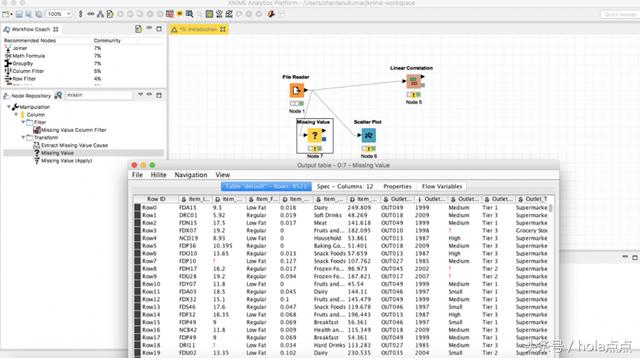 KNIME Analytics Platform - /Users/shantanukumar/knime-workspace
100%
Quick Access
Workflow Coach
Introduction
Recommended Nodes Community
Joiner 7%
Math Formula 7%
GroupBy 7%
Column Filter 5%
Row Filter 4%
Node Repository
missin
Manipulation
Column
Filter
Missing Value Column Filter
Transform
Extract Missing Value Cause
Missing Value
Missing Value (Apply)
File Reader
Node 1
Linear Correlation
Node 5
Missing Value
Node 7
Scatter Plot
Node 6
Output table - 0:7 - Missing Value
File Hilite Navigation View
Table "default" - Rows: 8523 Spec - Columns: 12 Properties Flow Variables
Row ID
Row0 FDA15 9.3 Low Fat 0.016 Dairy 249.809 OUT049 1999 Medium Tier 1 Supermarke
Row1 DRC01 5.92 Regular 0.019 Soft Drinks 48.269 OUT018 2009 Medium Tier 3 Supermarke
Row2 FDN15 17.5 Low Fat 0.017 Meat 141.618 OUT049 1999 Medium Tier 1 Supermarke
Row3 FDX07 19.2 Regular 0 Fruits and ... 182.095 OUT010 1998 ? Tier 3 Grocery Stor
Row4 NCD19 8.93 Low Fat 0 Household 53.861 OUT013 1987 High Tier 3 Supermarke
Row5 FDP36 10.395 Regular 0 Baking Go... 51.401 OUT018 2009 Medium Tier 3 Supermarke
Row6 FDO10 13.65 Regular 0.013 Snack Foods 57.659 OUT013 1987 High Tier 3 Supermarke
Row7 FDP10 ? Low Fat 0.127 Snack Foods 107.762 OUT027 1985 Medium Tier 3 Supermarke
Row8 FDH17 16.2 Regular 0.017 Frozen Fo... 96.973 OUT045 2002 ? Tier 2 Supermarke
Row9 FDU28 19.2 Regular 0.094 Frozen Fo... 187.821 OUT017 2007 ? Tier 2 Supermarke
Row10 FDY07 11.8 Low Fat 0 Fruits and ... 45.54 OUT049 1999 Medium Tier 1 Supermarke
Row11 FDA03 18.5 Regular 0.045 Dairy 144.11 OUT046 1997 Small Tier 1 Supermarke
Row12 FDX32 15.1 Regular 0.1 Fruits and ... 145.479 OUT049 1999 Medium Tier 1 Supermarke
Row13 FDS46 17.6 Regular 0.047 Snack Foods 119.678 OUT046 1997 Small Tier 1 Supermarke
Row14 FDF32 16.35 Low Fat 0.068 Fruits and ... 196.443 OUT013 1987 High Tier 3 Supermarke
Row15 FDP49 9 Regular 0.069 Breakfast 56.361 OUT046 1997 Small Tier 1 Supermarke
Row16 NCB42 11.8 Low Fat 0.009 Health an... 115.349 OUT018 2009 Medium Tier 3 Supermarke
Row17 FDP49 9 Regular 0.069 Breakfast 54.361 OUT049 1999 Medium Tier 1 Supermarke
Row18 DRI11 ? Low Fat 0.034 Hard Drinks 113.283 OUT027 1985 Medium Tier 3 Supermarke
Row19 FDU02 13.35 Low Fat 0.102 Dairy 230.535 OUT035 2004 Small Tier 2 Supermarke
头条号/hola点点